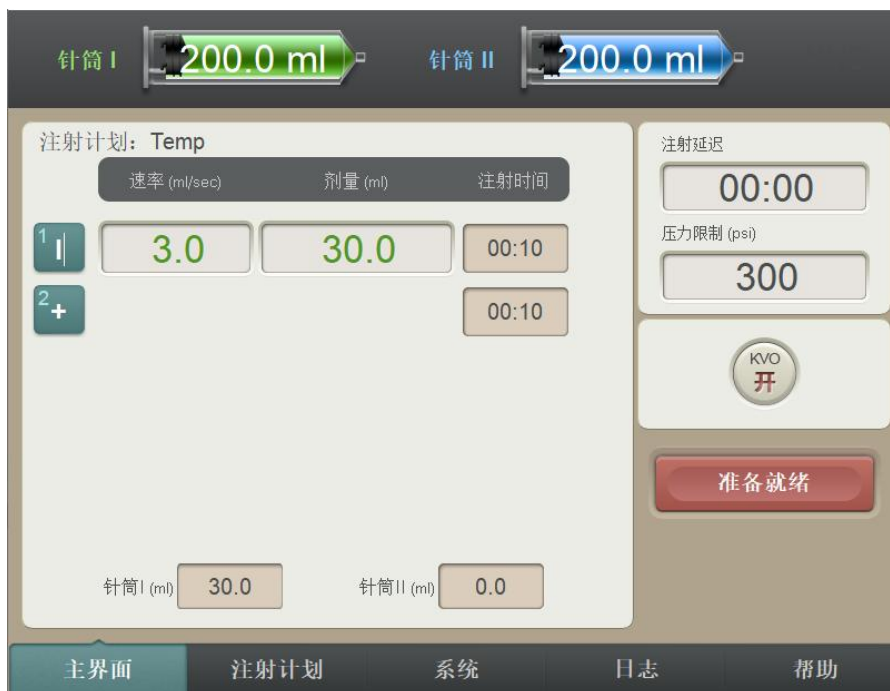 针筒 I 200.0 ml 针筒 II 200.0 ml
注射计划：Temp
速率 (ml/sec) 剂量 (ml) 注射时间
1 I 3.0 30.0 00:10
2 + 00:10
针筒I (ml) 30.0 针筒II (ml) 0.0
注射延迟
00:00
压力限制 (psi)
300
KVO
开
准备就绪
主界面 注射计划 系统 日志 帮助